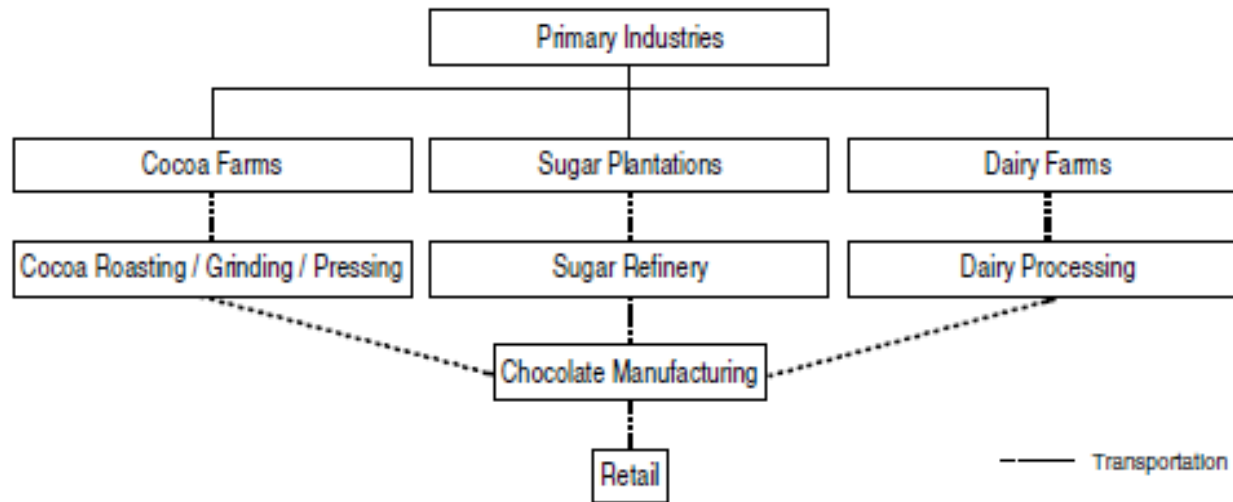 Primary Industries
Cocoa Farms
Sugar Plantations
Dairy Farms
Cocoa Roasting / Grinding / Pressing
Sugar Refinery
Dairy Processing
Chocolate Manufacturing
Retail
Transportation